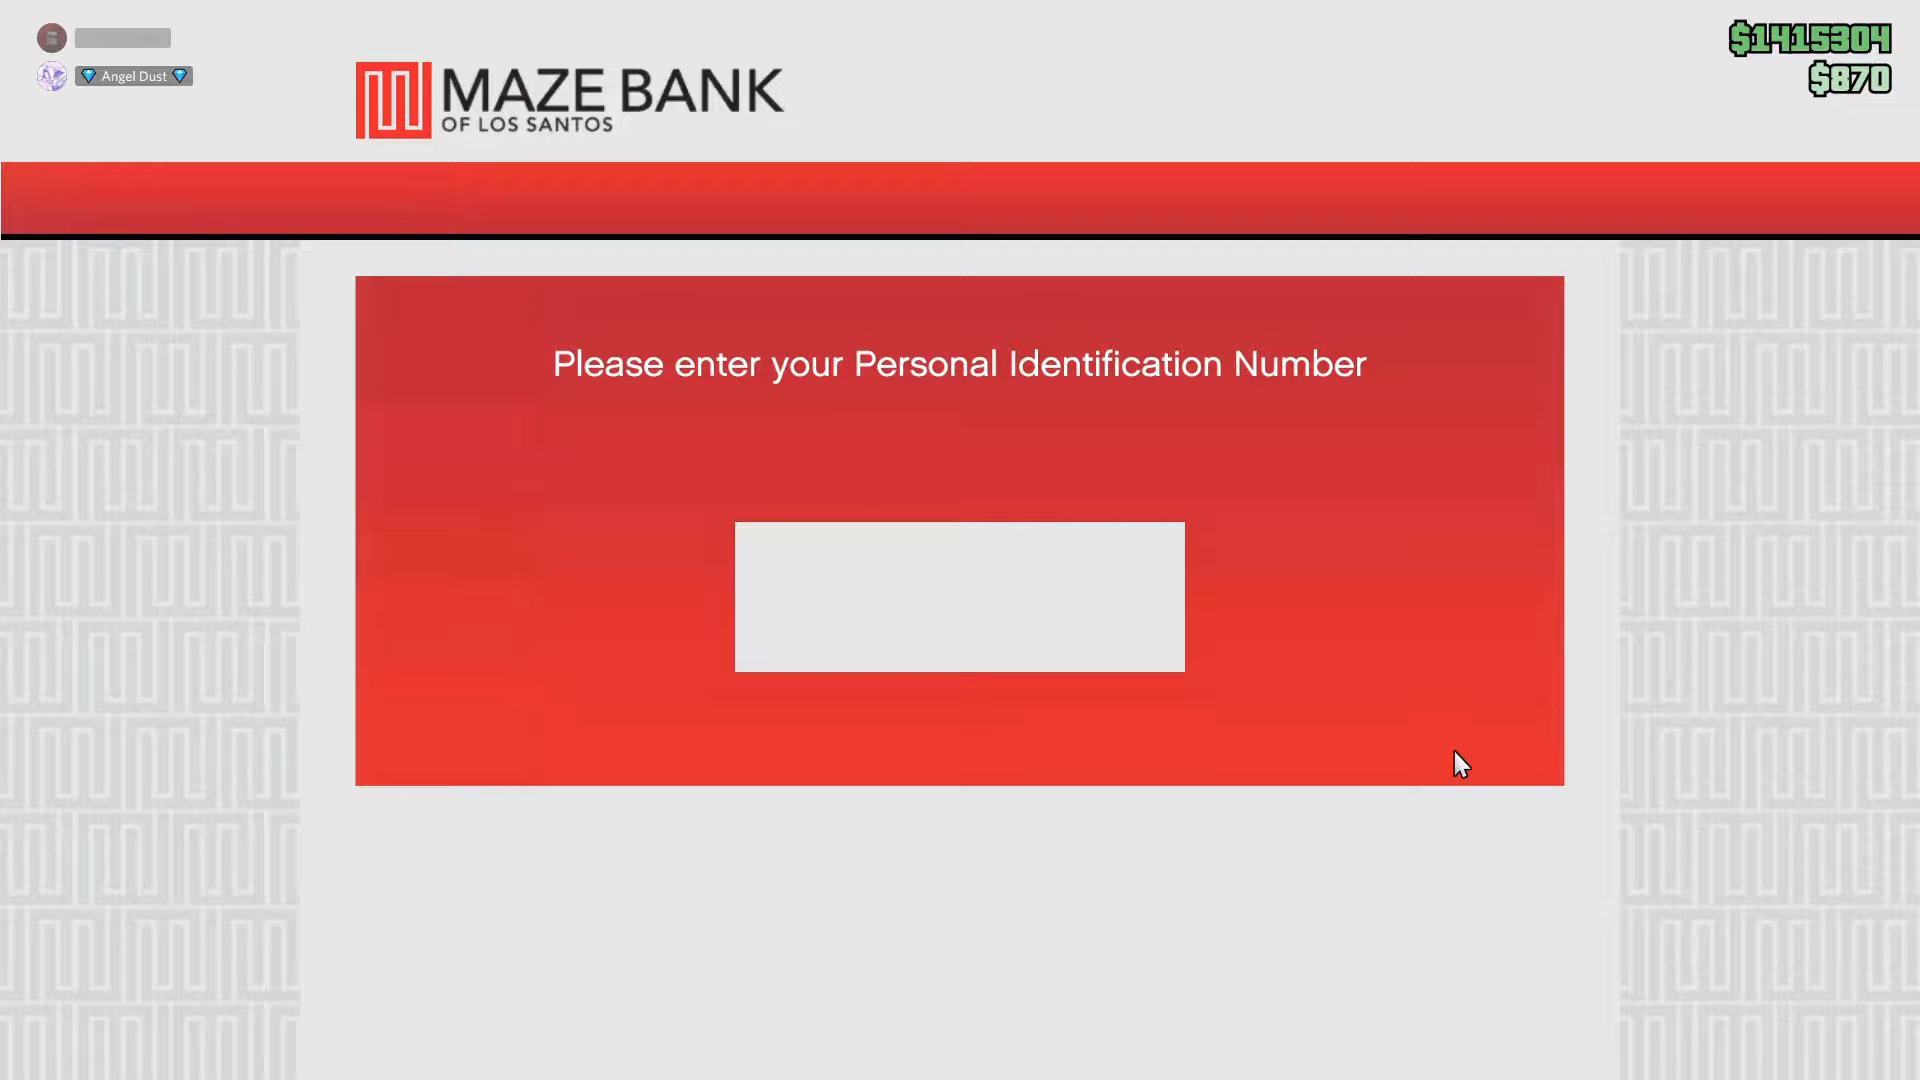 Angel Dust
MAZE BANK
OF LOS SANTOS
$1415304
$870
Please enter your Personal Identification Number